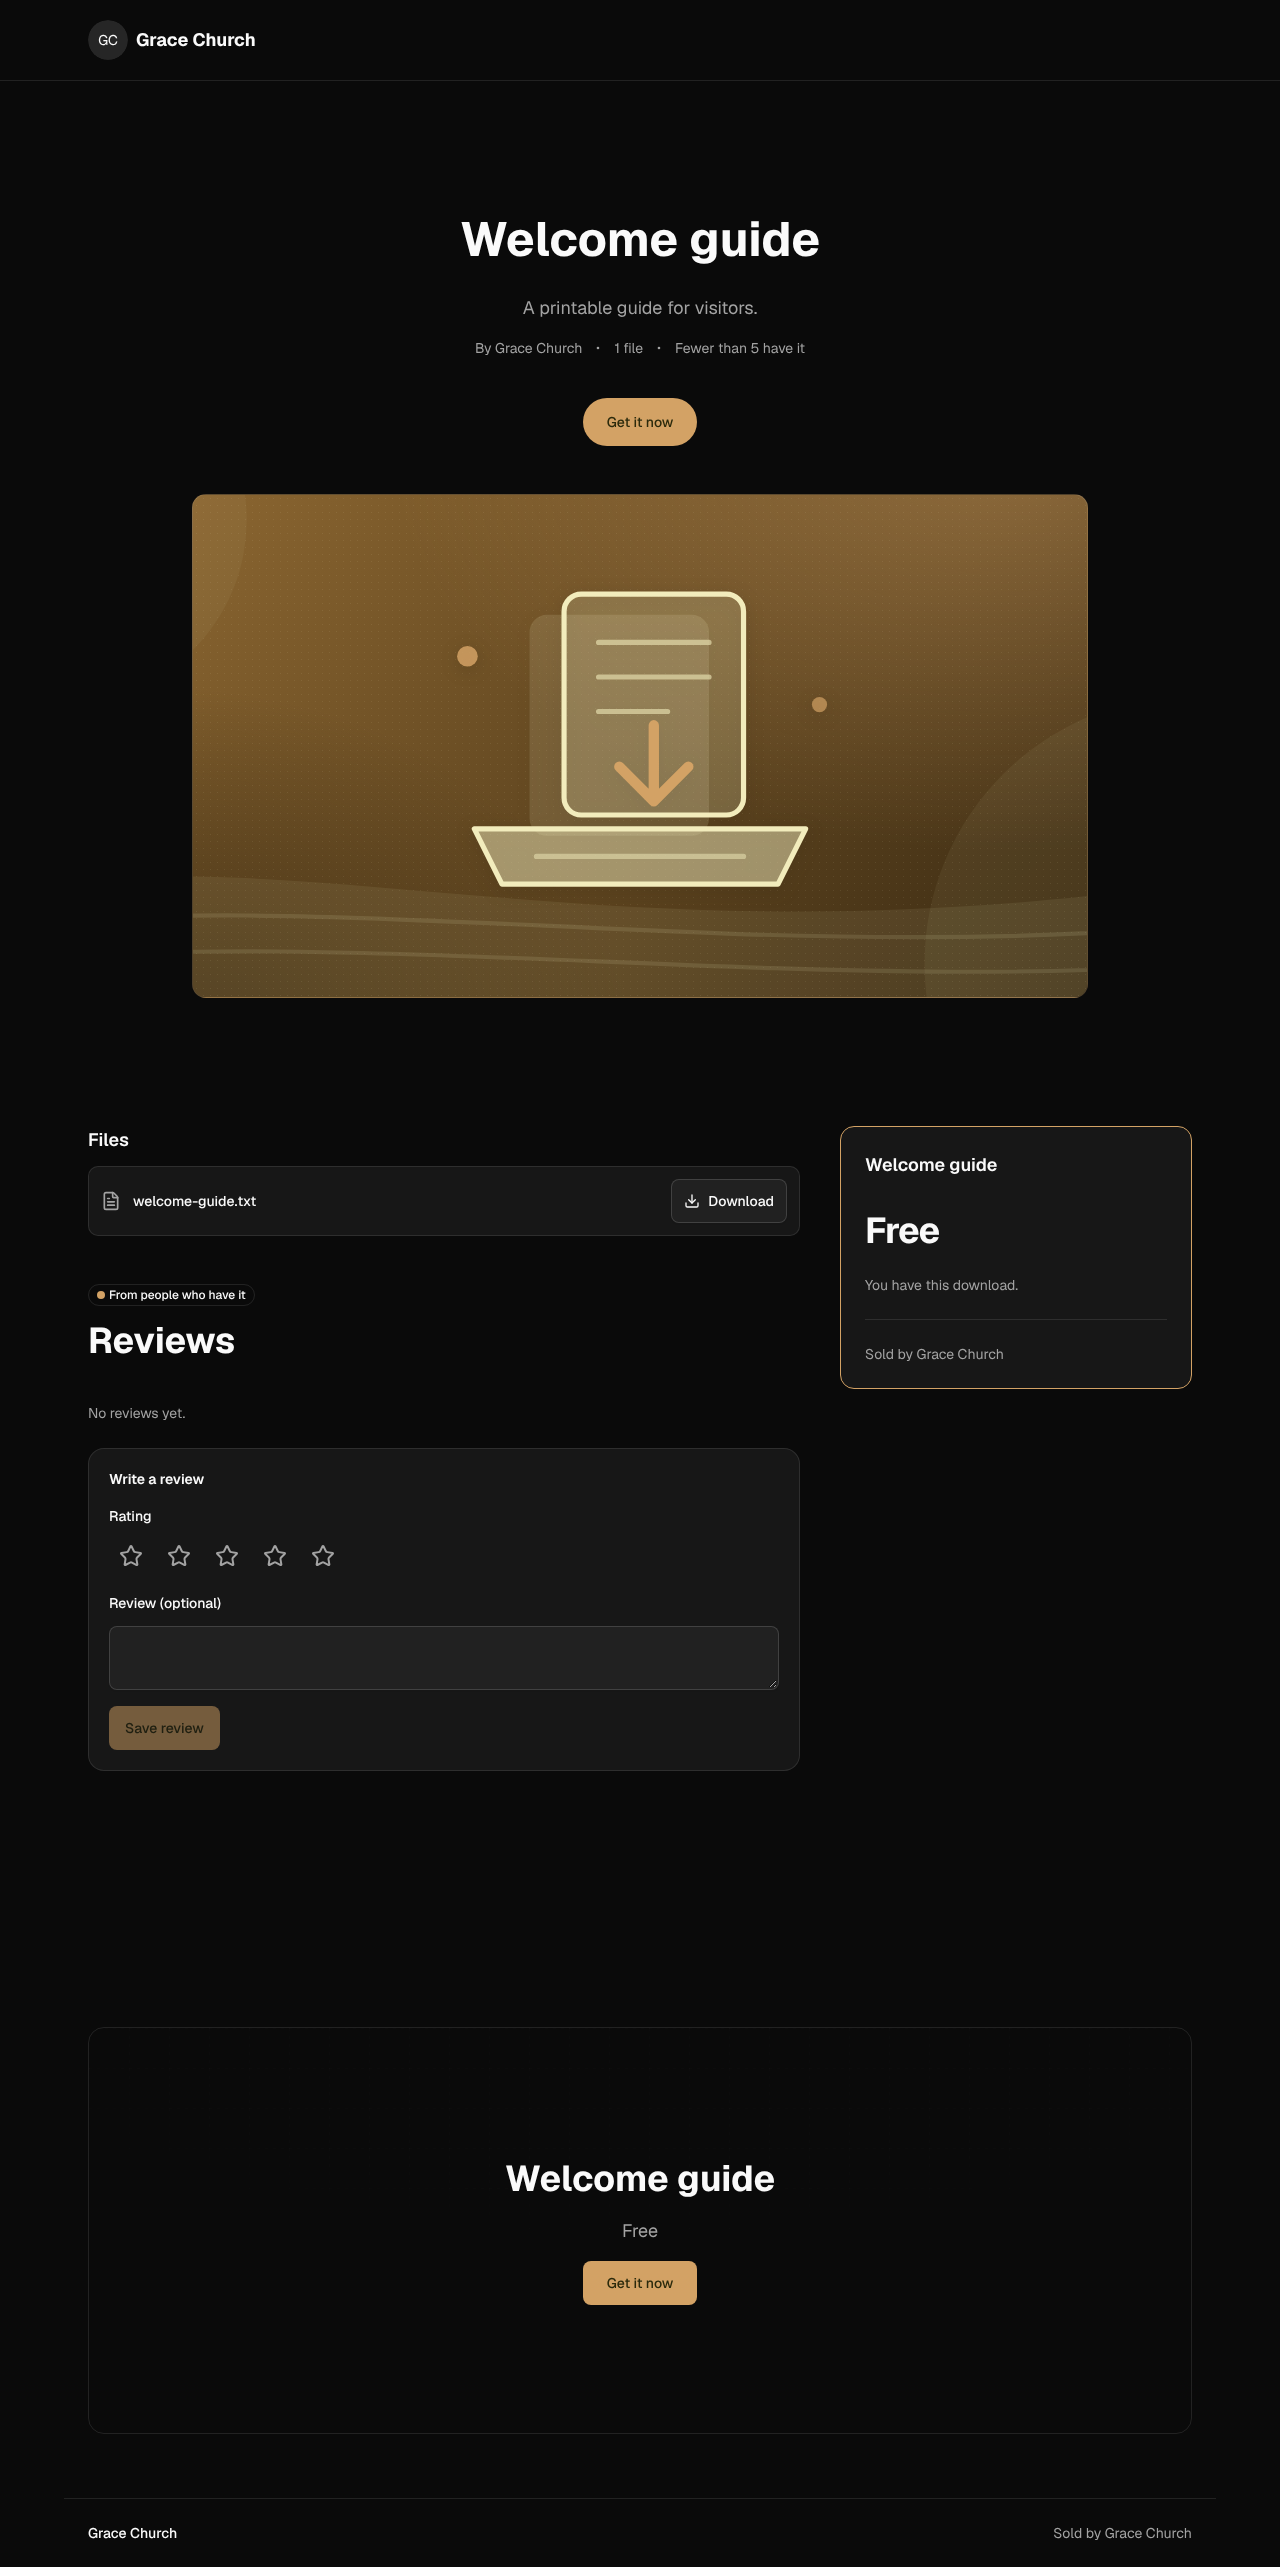 GC Grace Church
Welcome guide
A printable guide for visitors.
By Grace Church • 1 file • Fewer than 5 have it
Get it now
Files
welcome-guide.txt
Download
From people who have it
Reviews
No reviews yet.
Write a review
Rating
Review (optional)
Save review
Welcome guide
Free
You have this download.
Sold by Grace Church
Welcome guide
Free
Get it now
Grace Church
Sold by Grace Church